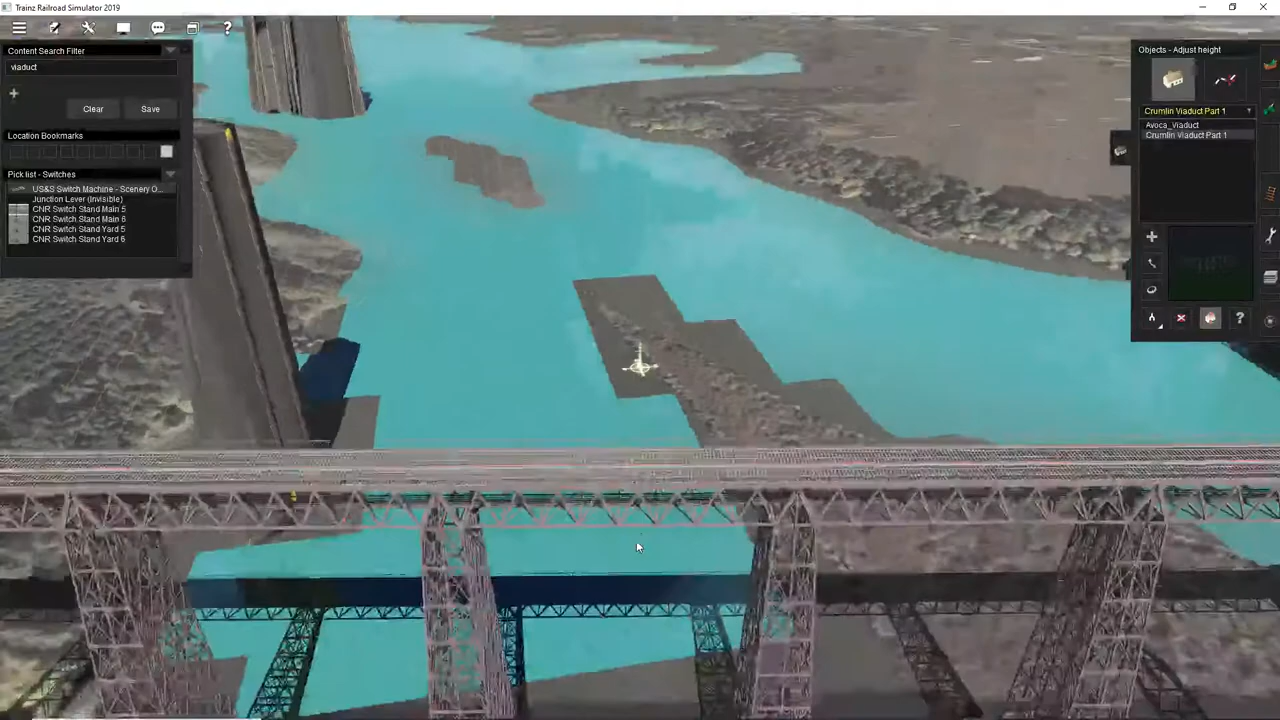 Trainz Railroad Simulator 2019
Content Search Filter
viaduct
Clear
Save
Location Bookmarks
Pick list - Switches
US&S Switch Machine - Scenery O...
Junction Lever (Invisible)
CNR Switch Stand Main 5
CNR Switch Stand Main 6
CNR Switch Stand Yard 5
CNR Switch Stand Yard 6
Objects - Adjust height
Crumlin Viaduct Part 1
Avoca_Viaduct
Crumlin Viaduct Part 1